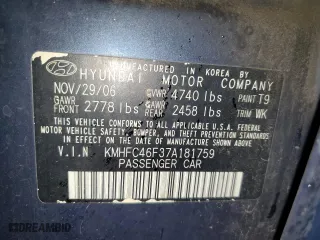 MANUFACTURED IN KOREA BY
HYUNDAI MOTOR COMPANY
NOV/29/06 GVWR 4740 lbs PAINT T9
GAWR FRONT 2778 lbs GAWR REAR 2458 lbs TRIM WK
THIS VEHICLE CONFORMS TO ALL APPLICABLE
U.S. FEDERAL MOTOR VEHICLE SAFETY,
BUMPER, AND THEFT PREVENTION STANDARDS
IN EFFECT ON THE DATE OF MANUFACTURE
SHOWN ABOVE.
V.I.N KMHFC46F37A181759
PASSENGER CAR
DREAMBID